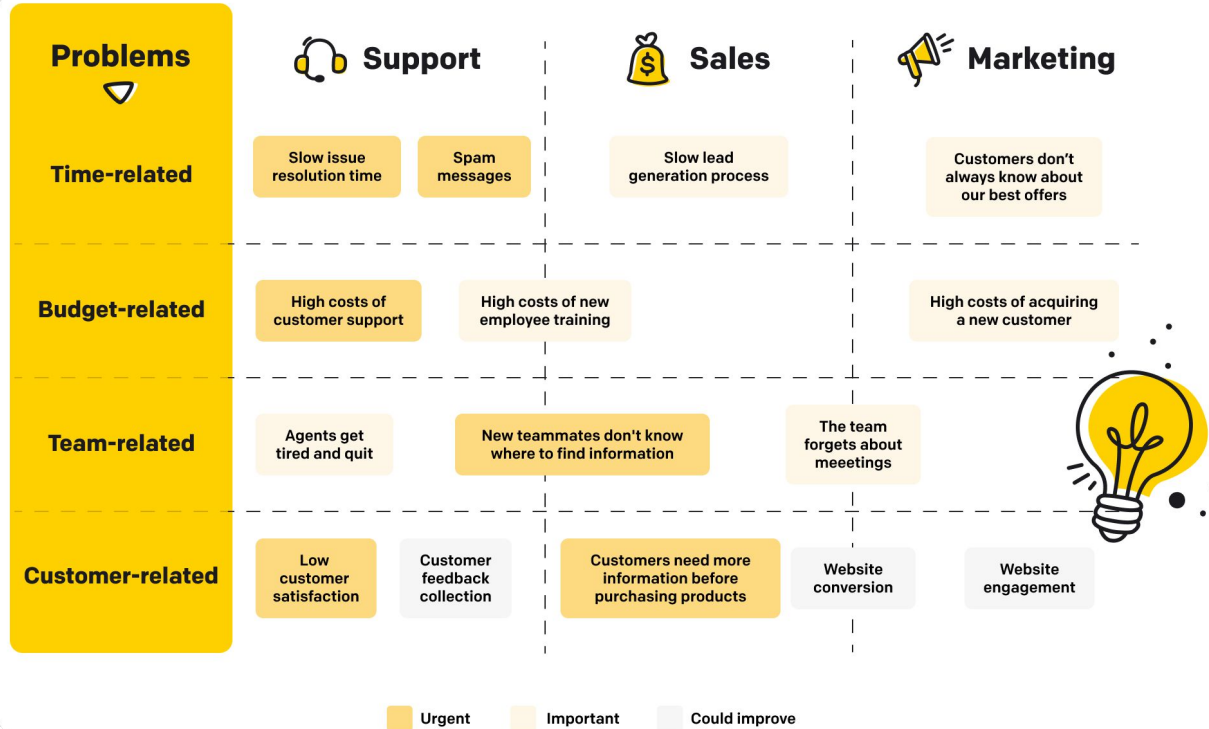 Problems
Support
$
Sales
Marketing
Time-related
Slow issue
resolution time
Spam
messages
Slow lead
generation process
Customers don't
always know about
our best offers
Budget-related
High costs of
customer support
High costs of new
employee training
High costs of acquiring
a new customer
Team-related
Agents get
tired and quit
New teammates don't know
where to find information
The team
forgets about
meeetings
Customer-related
Low
customer
satisfaction
Customer
feedback
collection
Customers need more
information before
purchasing products
Website
conversion
Website
engagement
Urgent
Important
Could improve